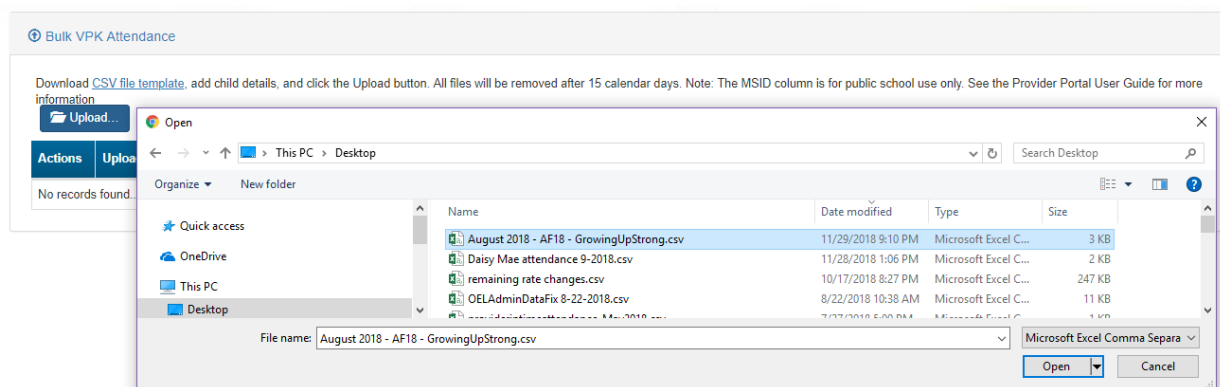 Bulk VPK Attendance
Download CSV file template, add child details, and click the Upload button. All files will be removed after 15 calendar days. Note: The MSID column is for public school use only. See the Provider Portal User Guide for more
information
Upload...
Open
Actions Uploa
This PC > Desktop
Search Desktop
No records found..
Organize New folder
Name Date modified Type Size
Quick access
August 2018 - AF18 - GrowingUpStrong.csv 11/29/2018 9:10 PM Microsoft Excel C... 3 KB
OneDrive
Daisy Mae attendance 9-2018.csv 11/28/2018 1:06 PM Microsoft Excel C... 2 KB
This PC
remaining rate changes.csv 10/17/2018 8:27 PM Microsoft Excel C... 247 KB
Desktop
OELAdminDataFix 8-22-2018.csv 8/22/2018 10:38 AM Microsoft Excel C... 11 KB
File name: August 2018 - AF18 - GrowingUpStrong.csv
Microsoft Excel Comma Separa
Open Cancel